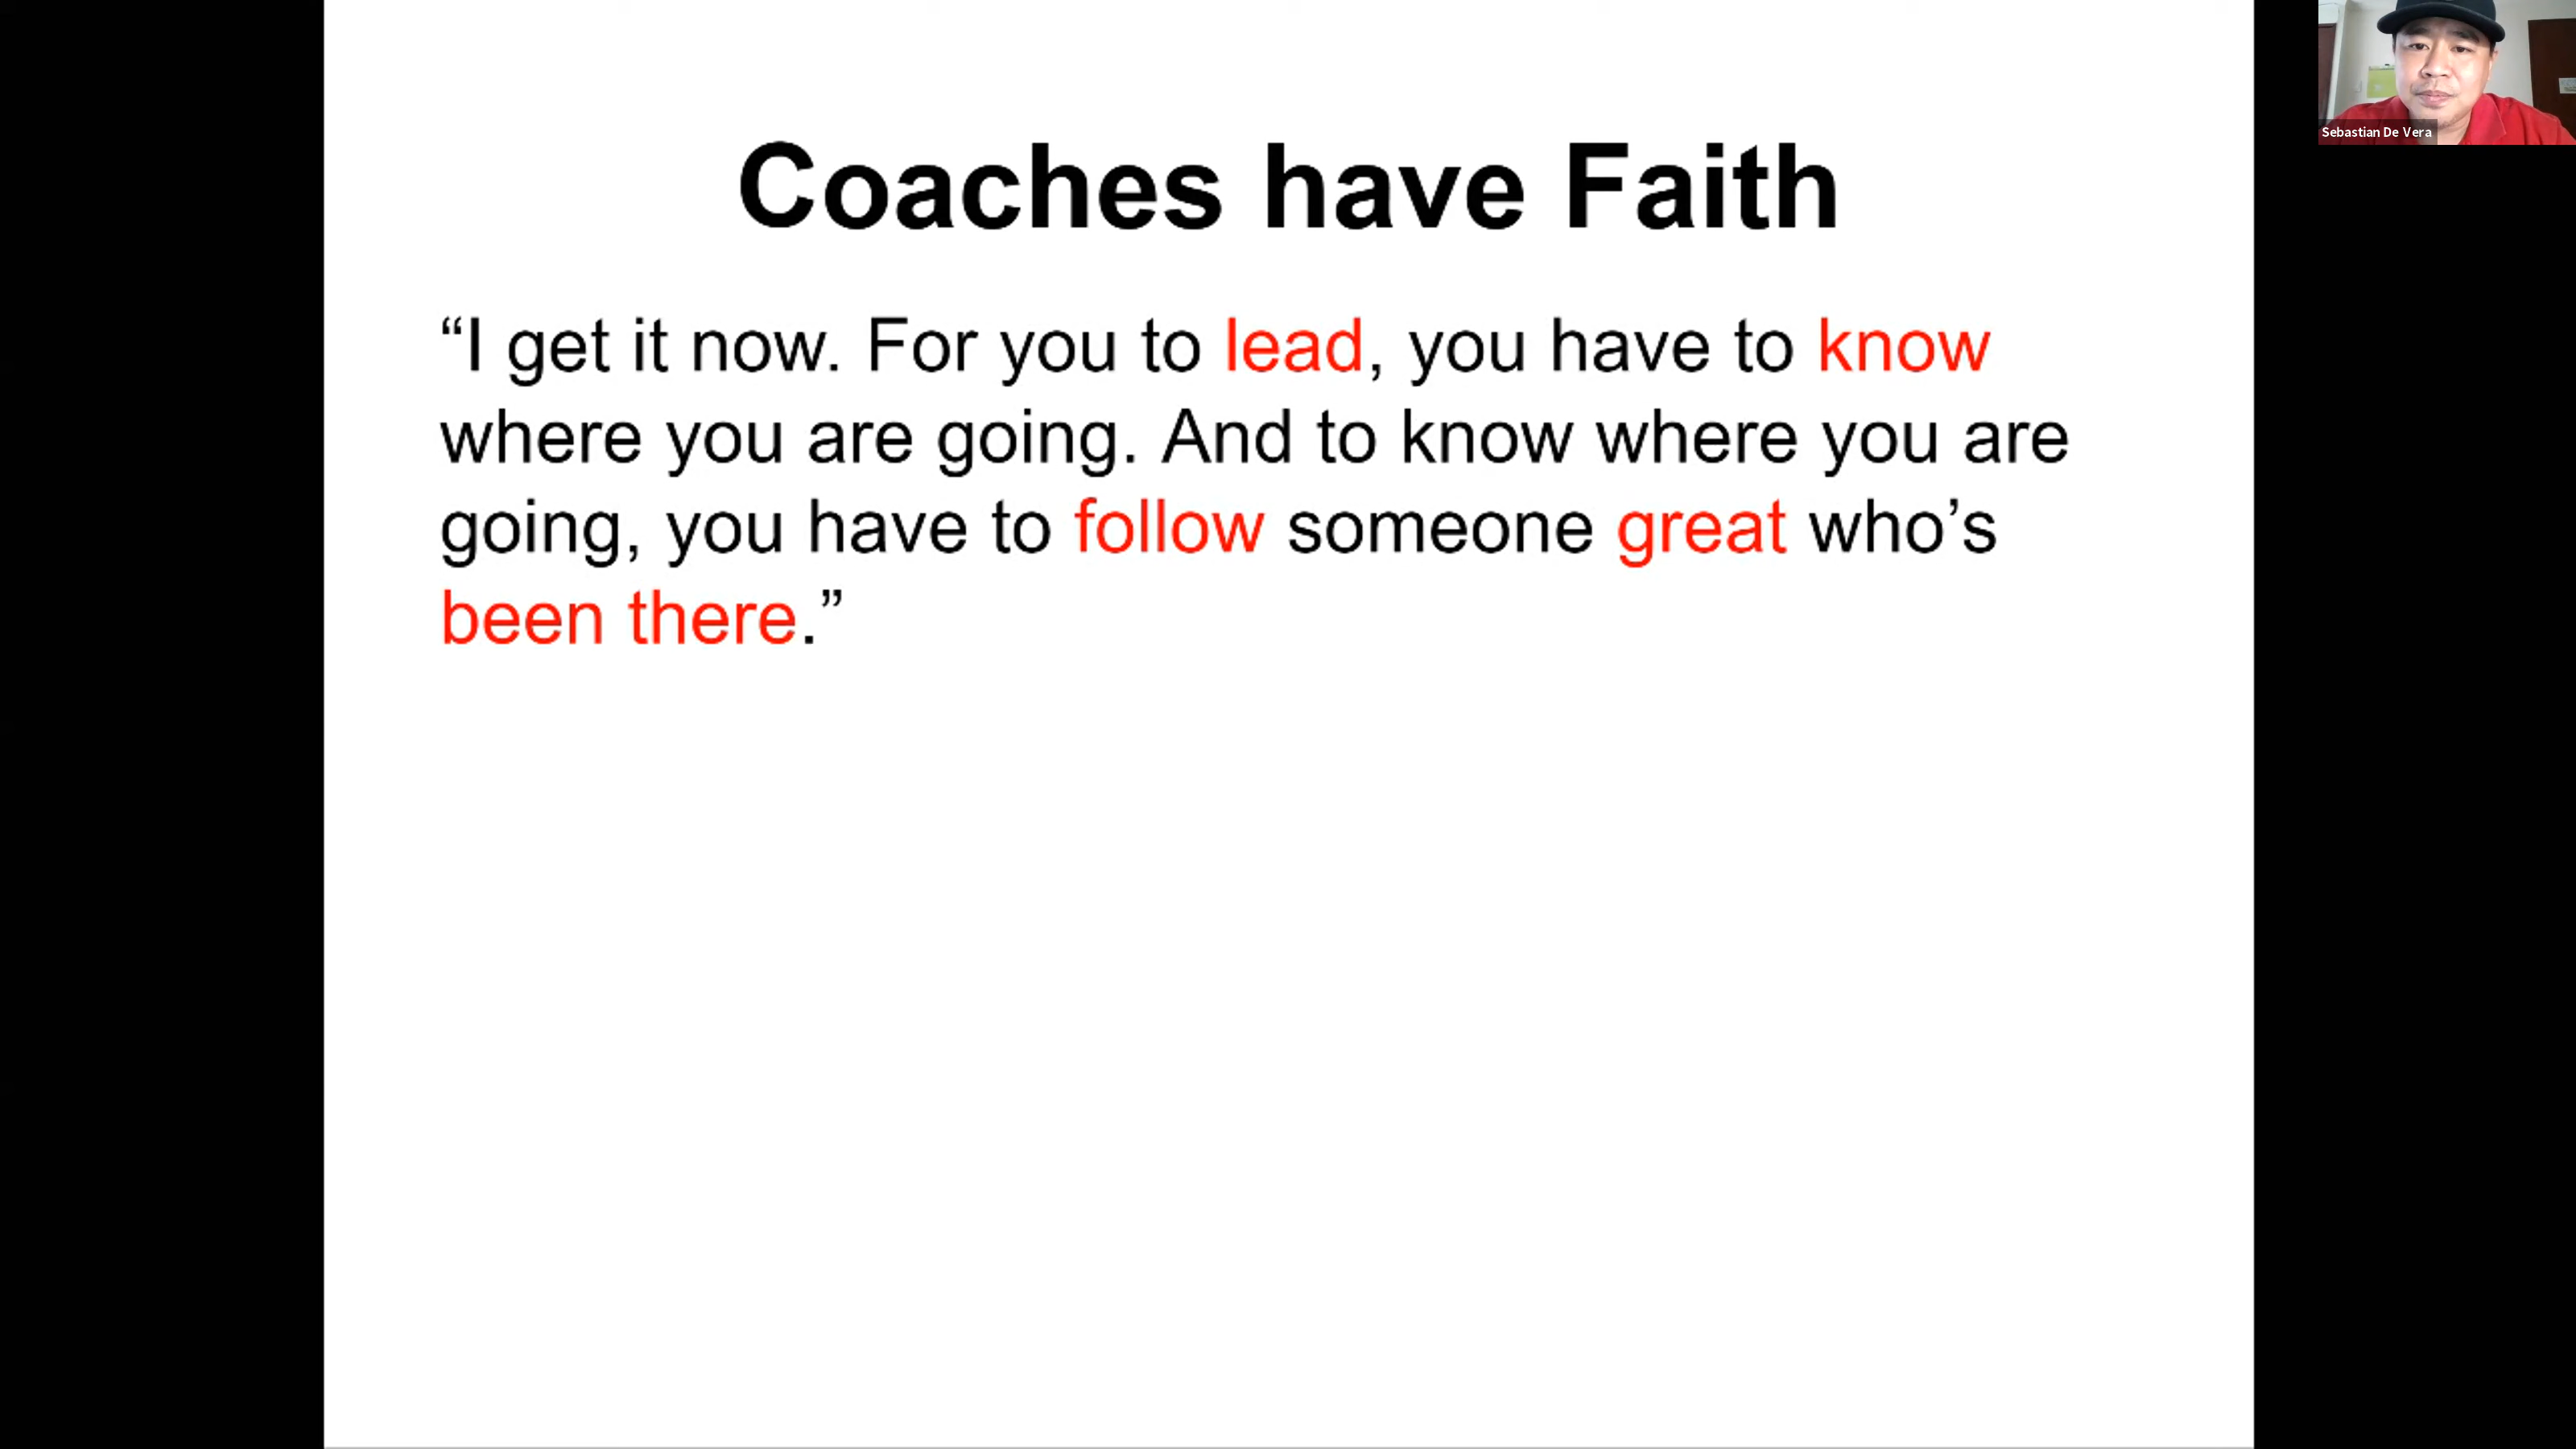 Coaches have Faith
“I get it now. For you to lead, you have to know
where you are going. And to know where you are
going, you have to follow someone great who’s
been there.”
Sebastian De Vera